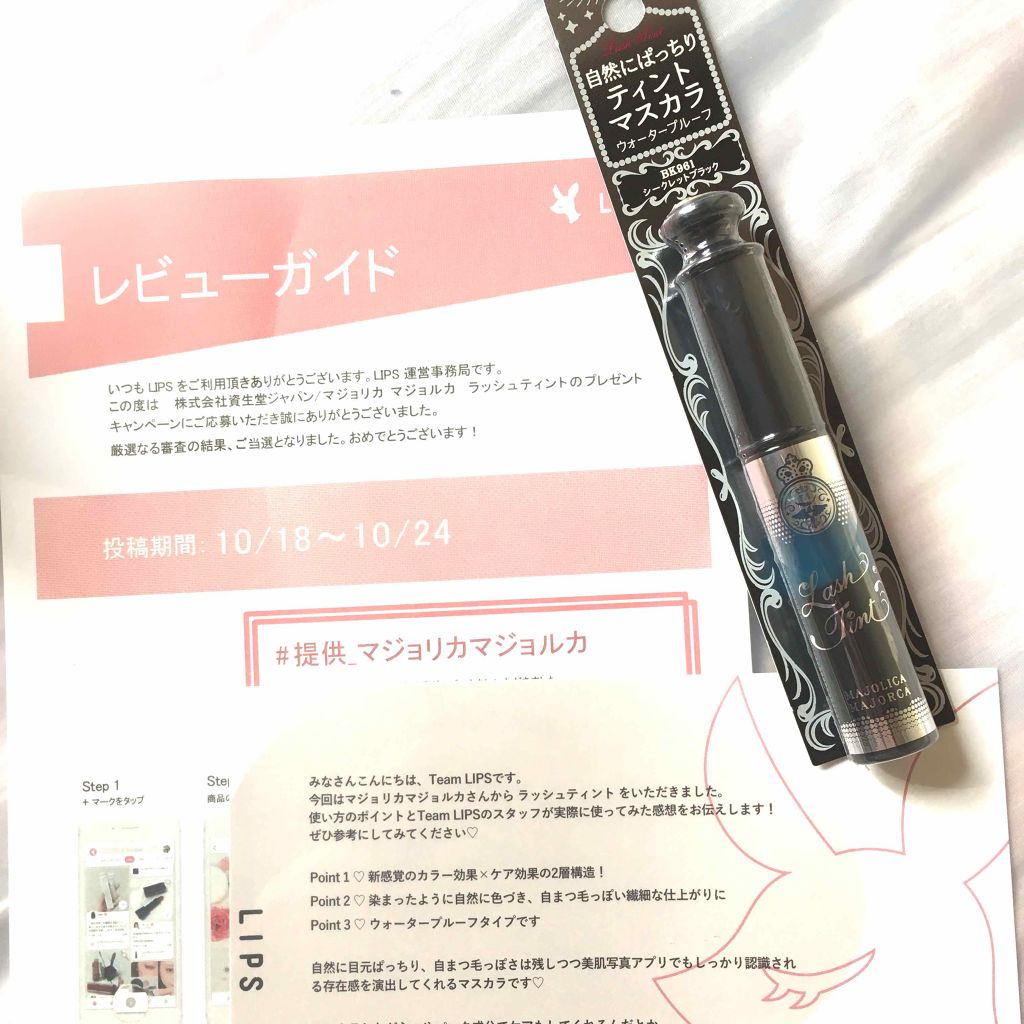 Lash Tint
自然にぱっちり
ティント
マスカラ
ウォータープルーフ
BK961
シークレットブラック
Lash
Tint
MAJOLICA
MAJORCA
L
レビューガイド
いつも LIPS をご利用頂きありがとうございます。LIPS 運営事務局です。
この度は 株式会社資生堂ジャパン/マジョリカ マジョルカ ラッシュティントのプレゼント
キャンペーンにご応募いただき誠にありがとうございました。
厳選なる審査の結果、ご当選となりました。おめでとうございます！
投稿期間: 10/18～10/24
#提供_マジョリカマジョルカ
Step 1
+ マークをタップ
Step
商品の
LIPS
みなさんこんにちは、Team LIPSです。
今回はマジョリカマジョルカさんから ラッシュティント をいただきました。
使い方のポイントとTeam LIPSのスタッフが実際に使ってみた感想をお伝えします！
ぜひ参考にしてみてください♡
Point 1 ♡ 新感覚のカラー効果×ケア効果の2層構造！
Point 2 ♡ 染まったように自然に色づき、自まつ毛っぽい繊細な仕上がりに
Point 3 ♡ ウォータープルーフタイプです
自然に目元ぱっちり、自まつ毛っぽさは残しつつ美肌写真アプリでもしっかり認識され
る存在感を演出してくれるマスカラです♡